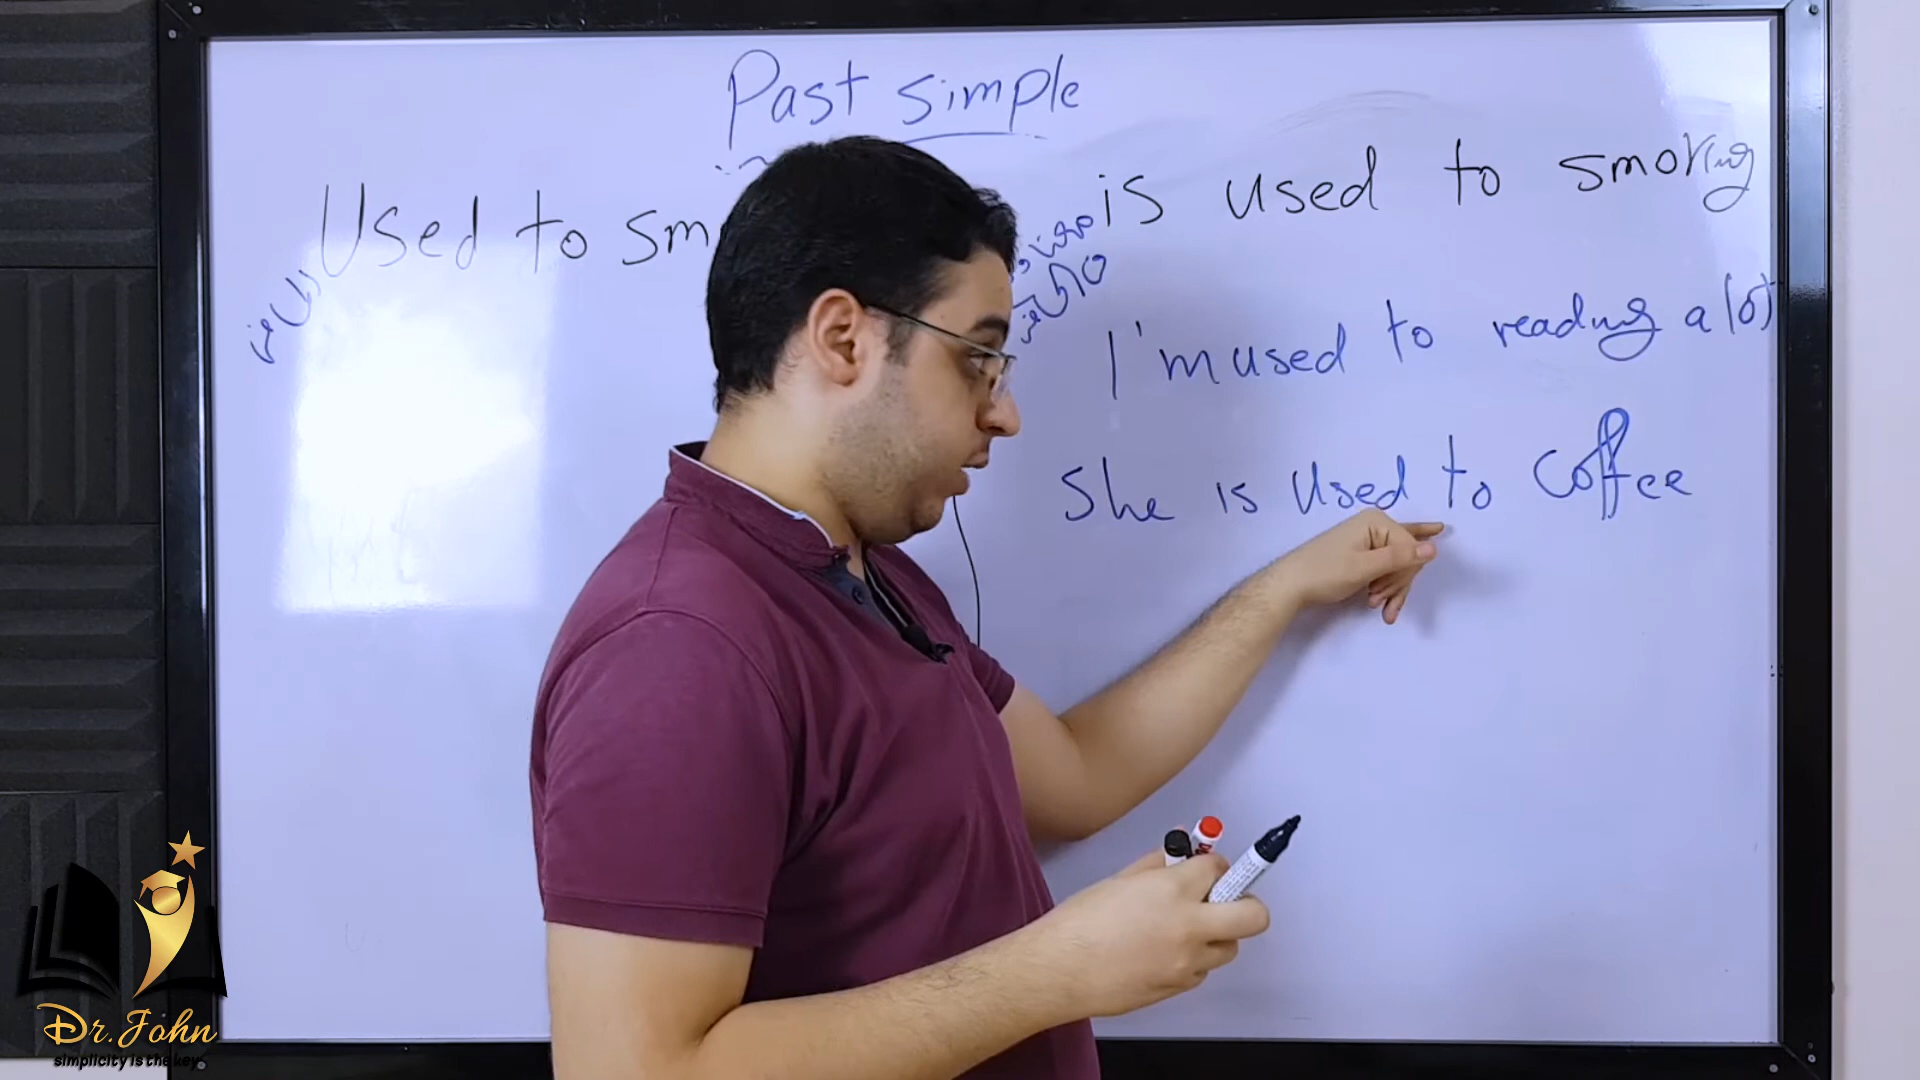 Past simple
Used to sm
is used to smoking
I'm used to reading a lot
She is used to coffee
Dr. John
simplicity is the key